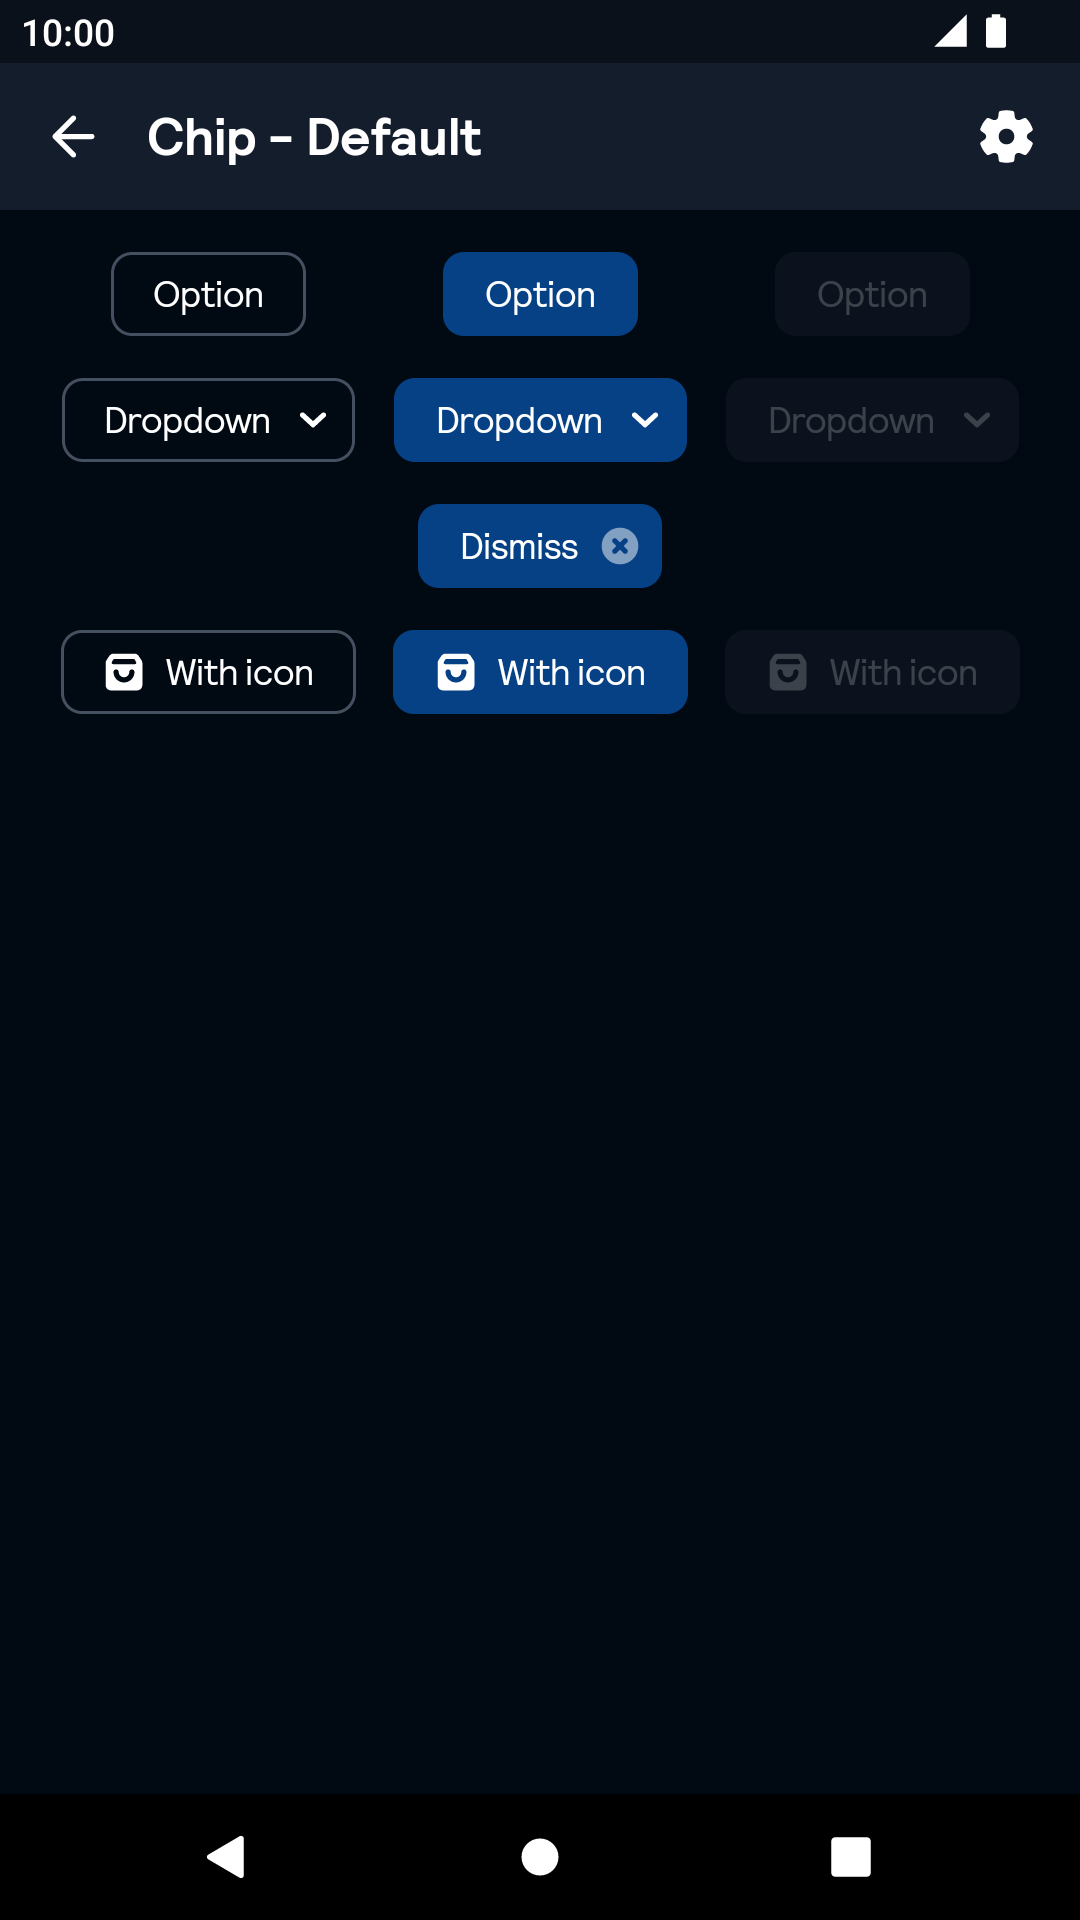 10:00
Chip - Default
Option Option Option
Dropdown Dropdown Dropdown
Dismiss
With icon With icon With icon